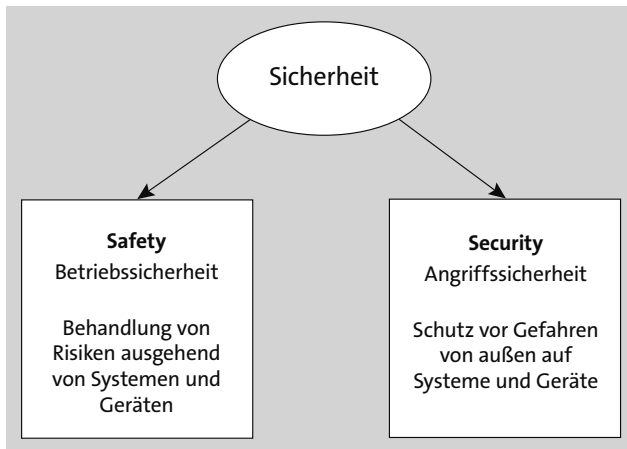 Sicherheit
Safety
Betriebssicherheit
Behandlung von
Risiken ausgehend
von Systemen und
Geräten
Security
Angriffssicherheit
Schutz vor Gefahren
von außen auf
Systeme und Geräte